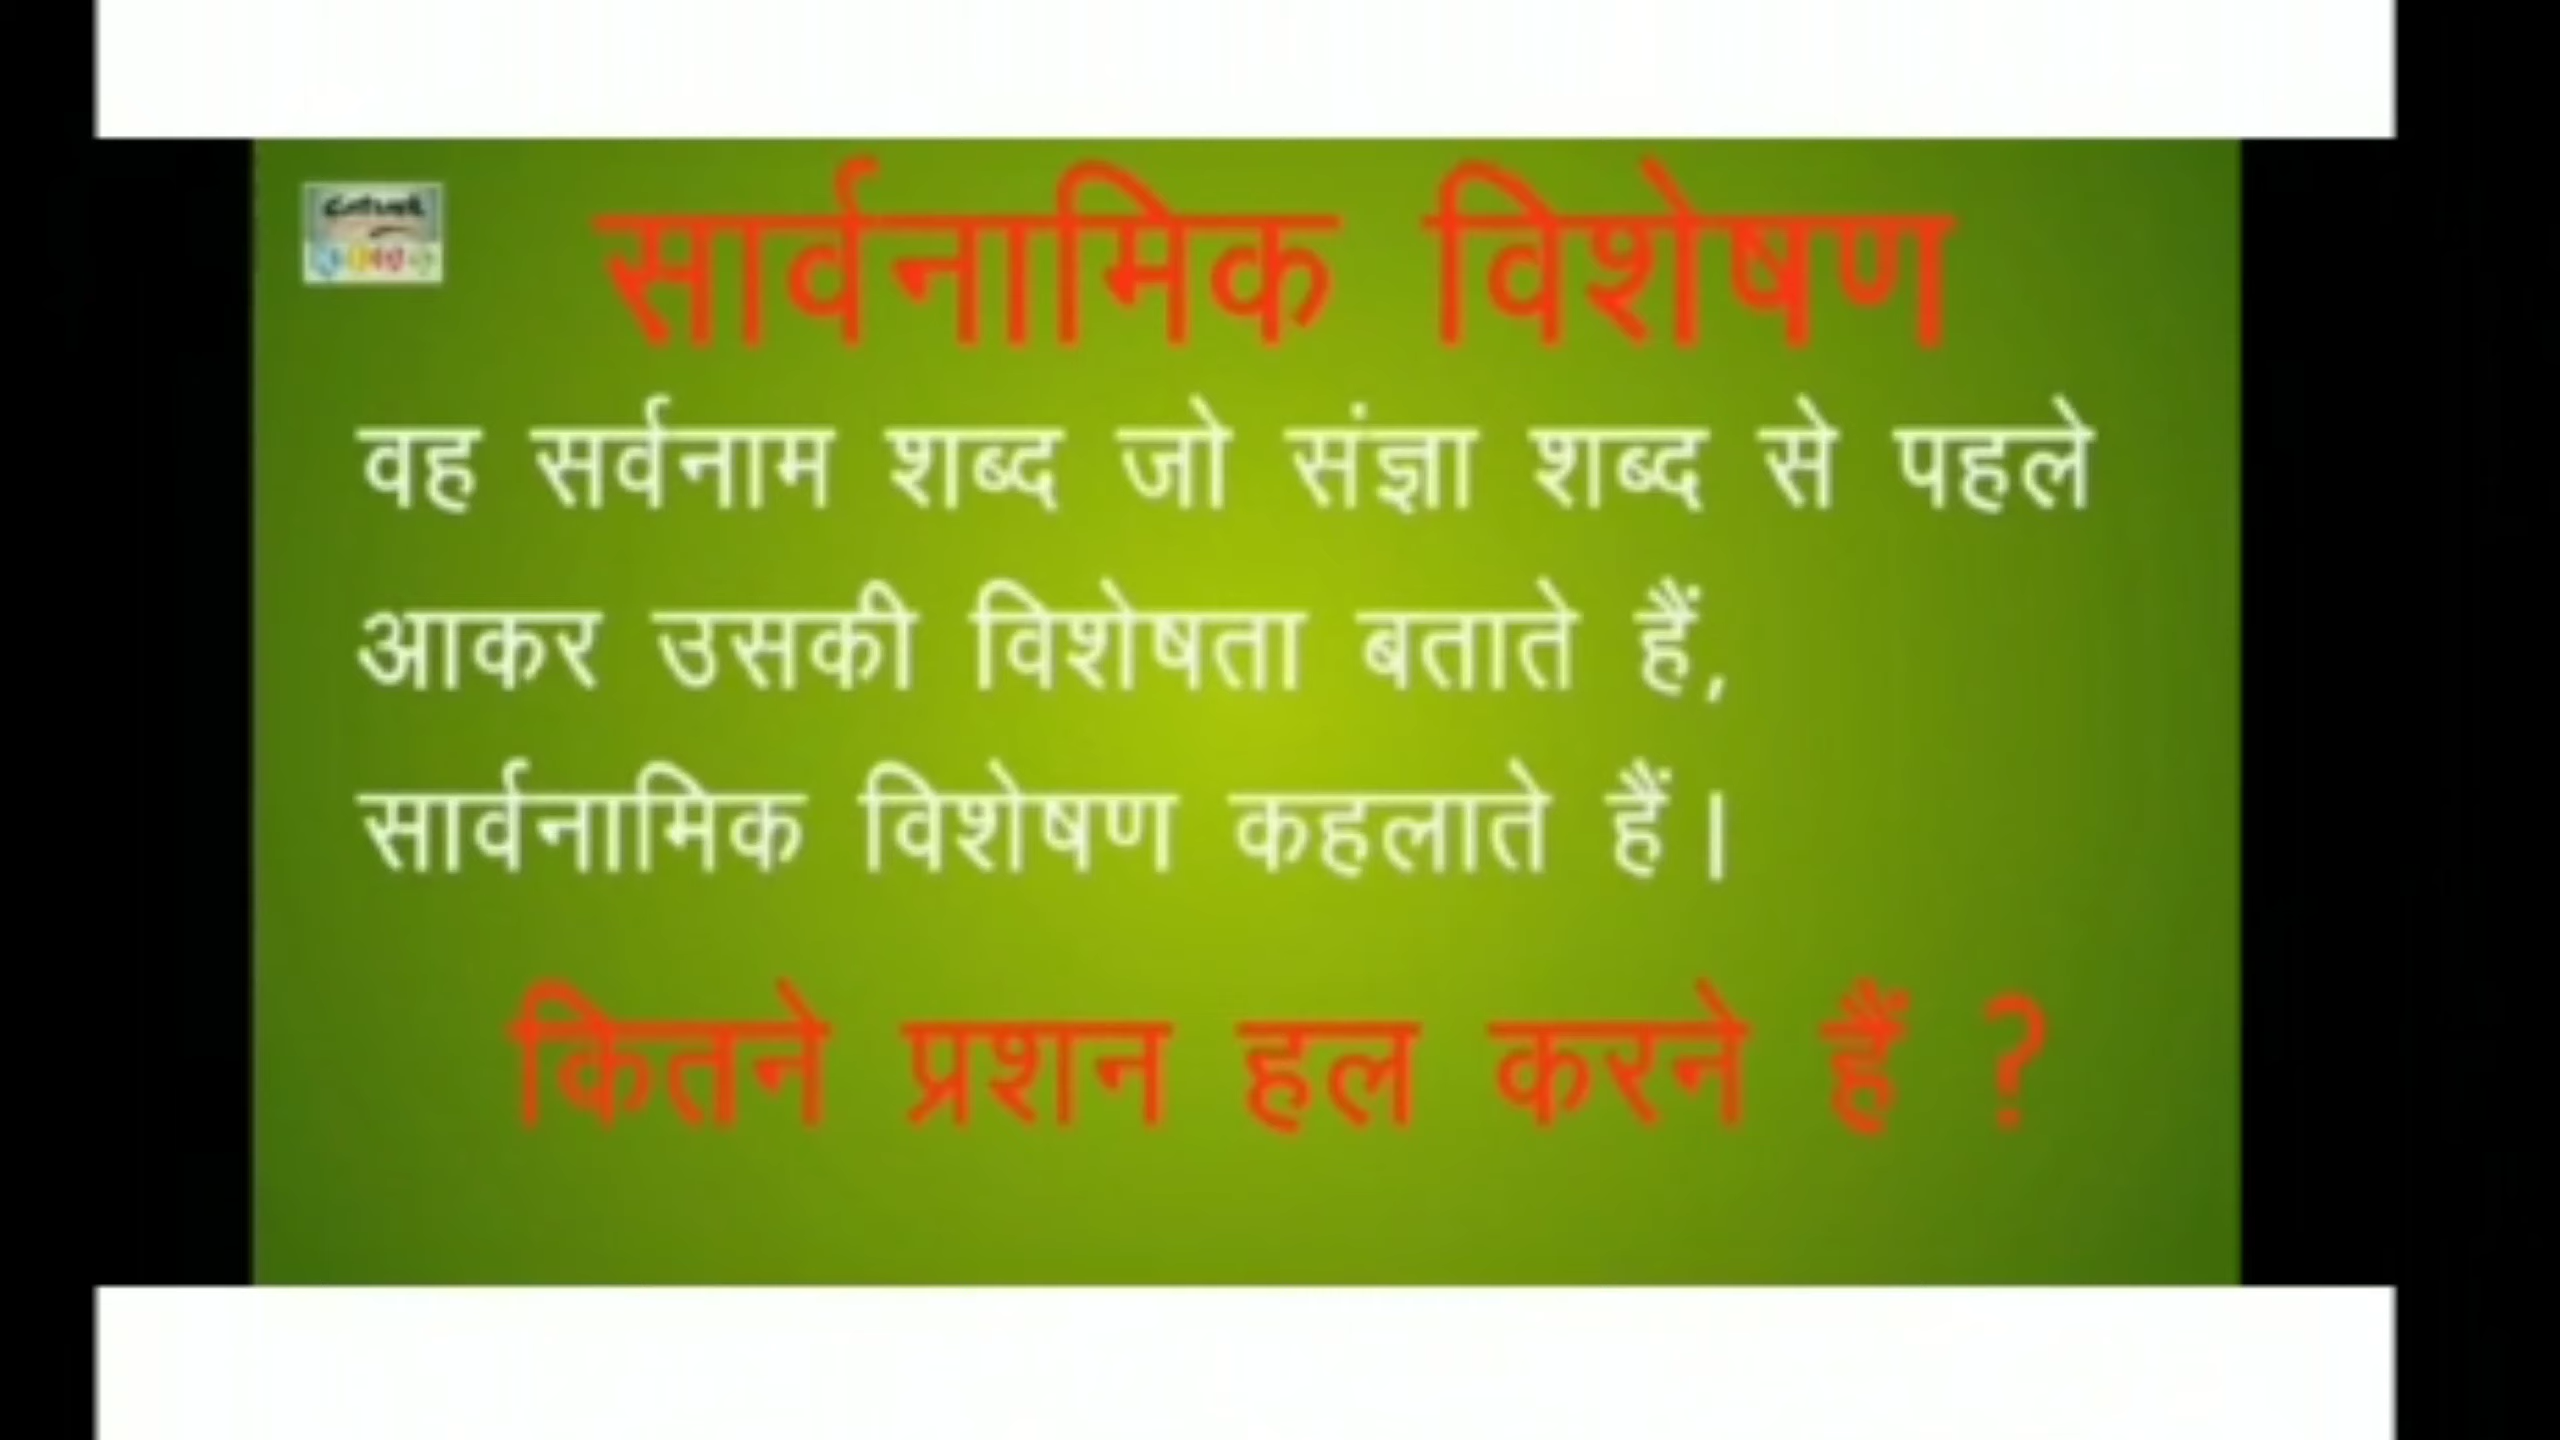 सार्वनामिक विशेषण
वह सर्वनाम शब्द जो संज्ञा शब्द से पहले
आकर उसकी विशेषता बताते हैं,
सार्वनामिक विशेषण कहलाते हैं।
कितने प्रशन हल करने हैं ?